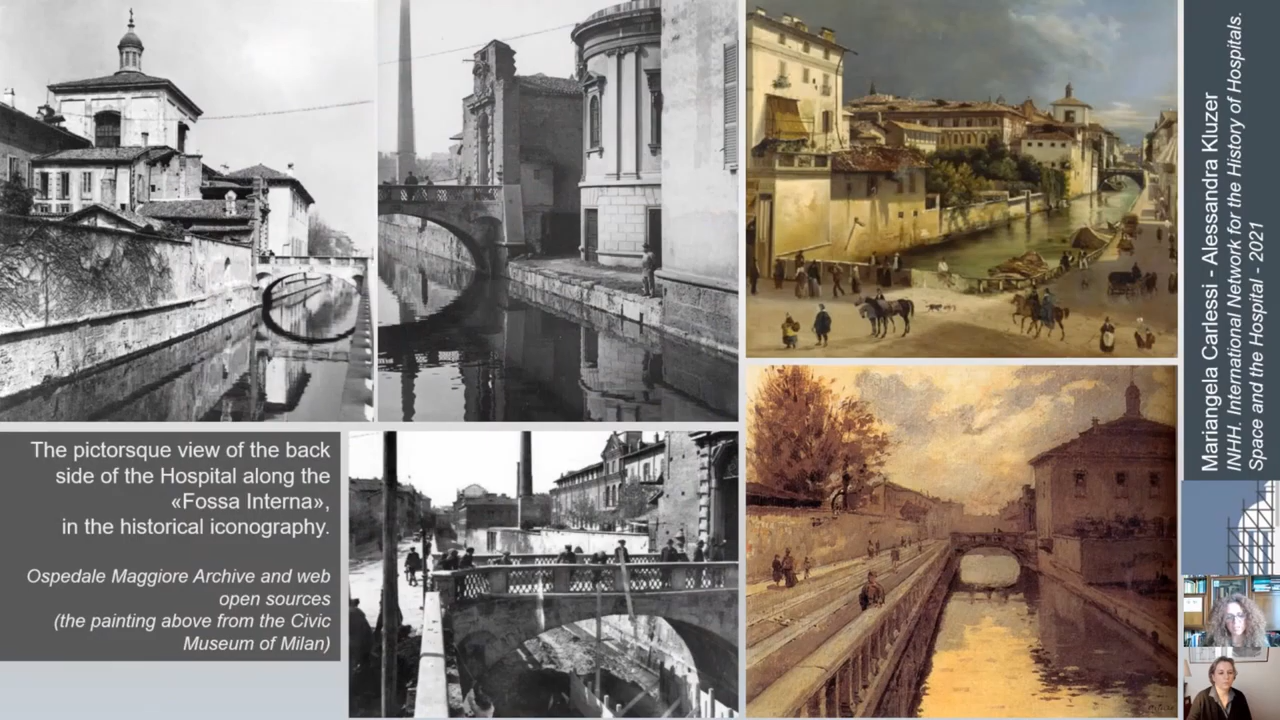 The pictorsque view of the back
side of the Hospital along the
«Fossa Interna»,
in the historical iconography.
Ospedale Maggiore Archive and web
open sources
(the painting above from the Civic
Museum of Milan)
Mariangela Carlessi - Alessandra Kluzer
INHH. International Network for the History of Hospitals.
Space and the Hospital - 2021